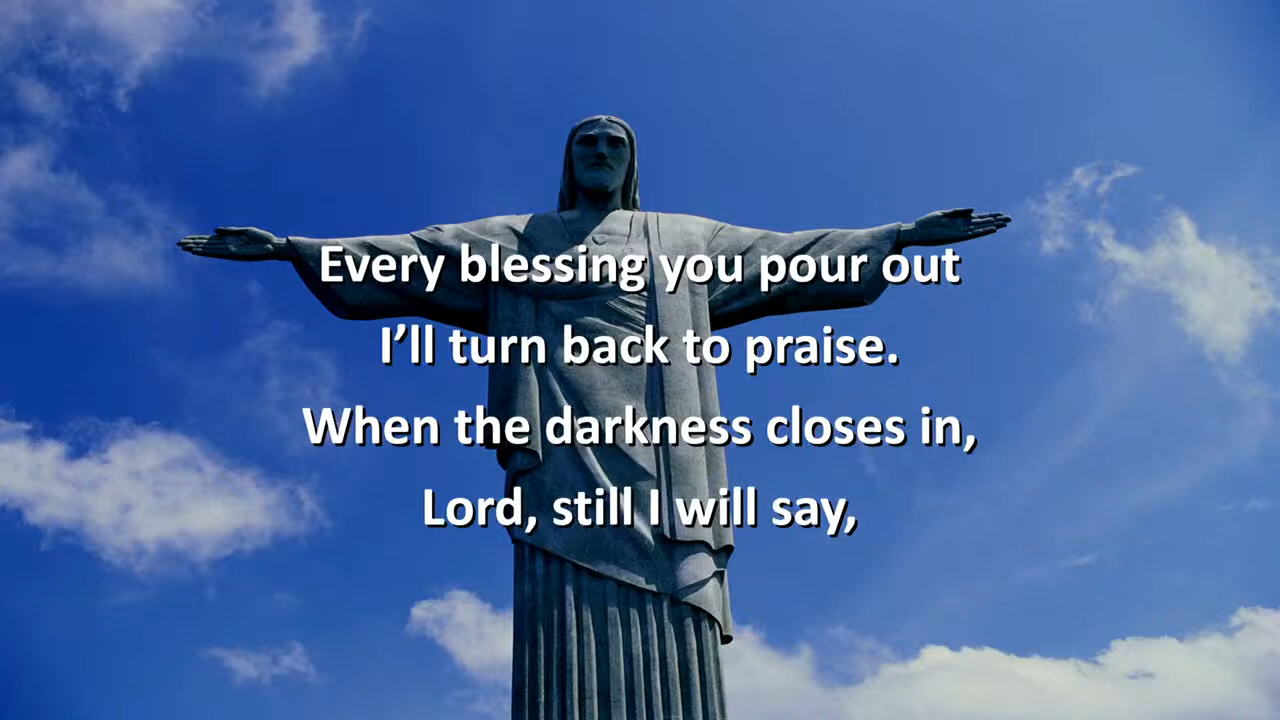 Every blessing you pour out
I’ll turn back to praise.
When the darkness closes in,
Lord, still I will say,